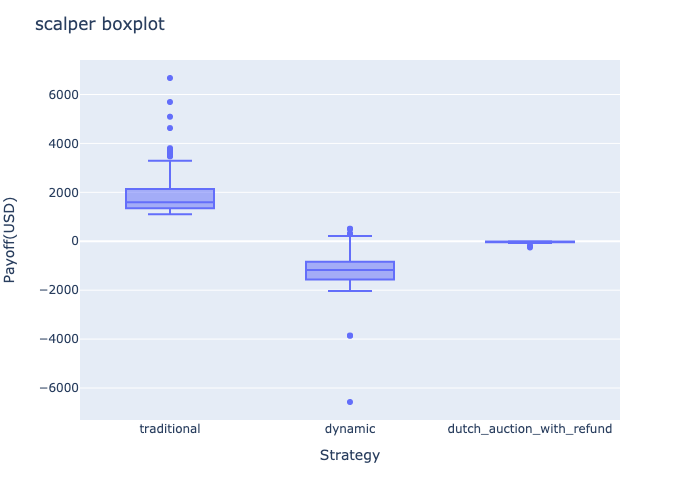 scalper boxplot
Payoff(USD)
6000
4000
2000
0
−2000
−4000
−6000
traditional
dynamic
dutch_auction_with_refund
Strategy